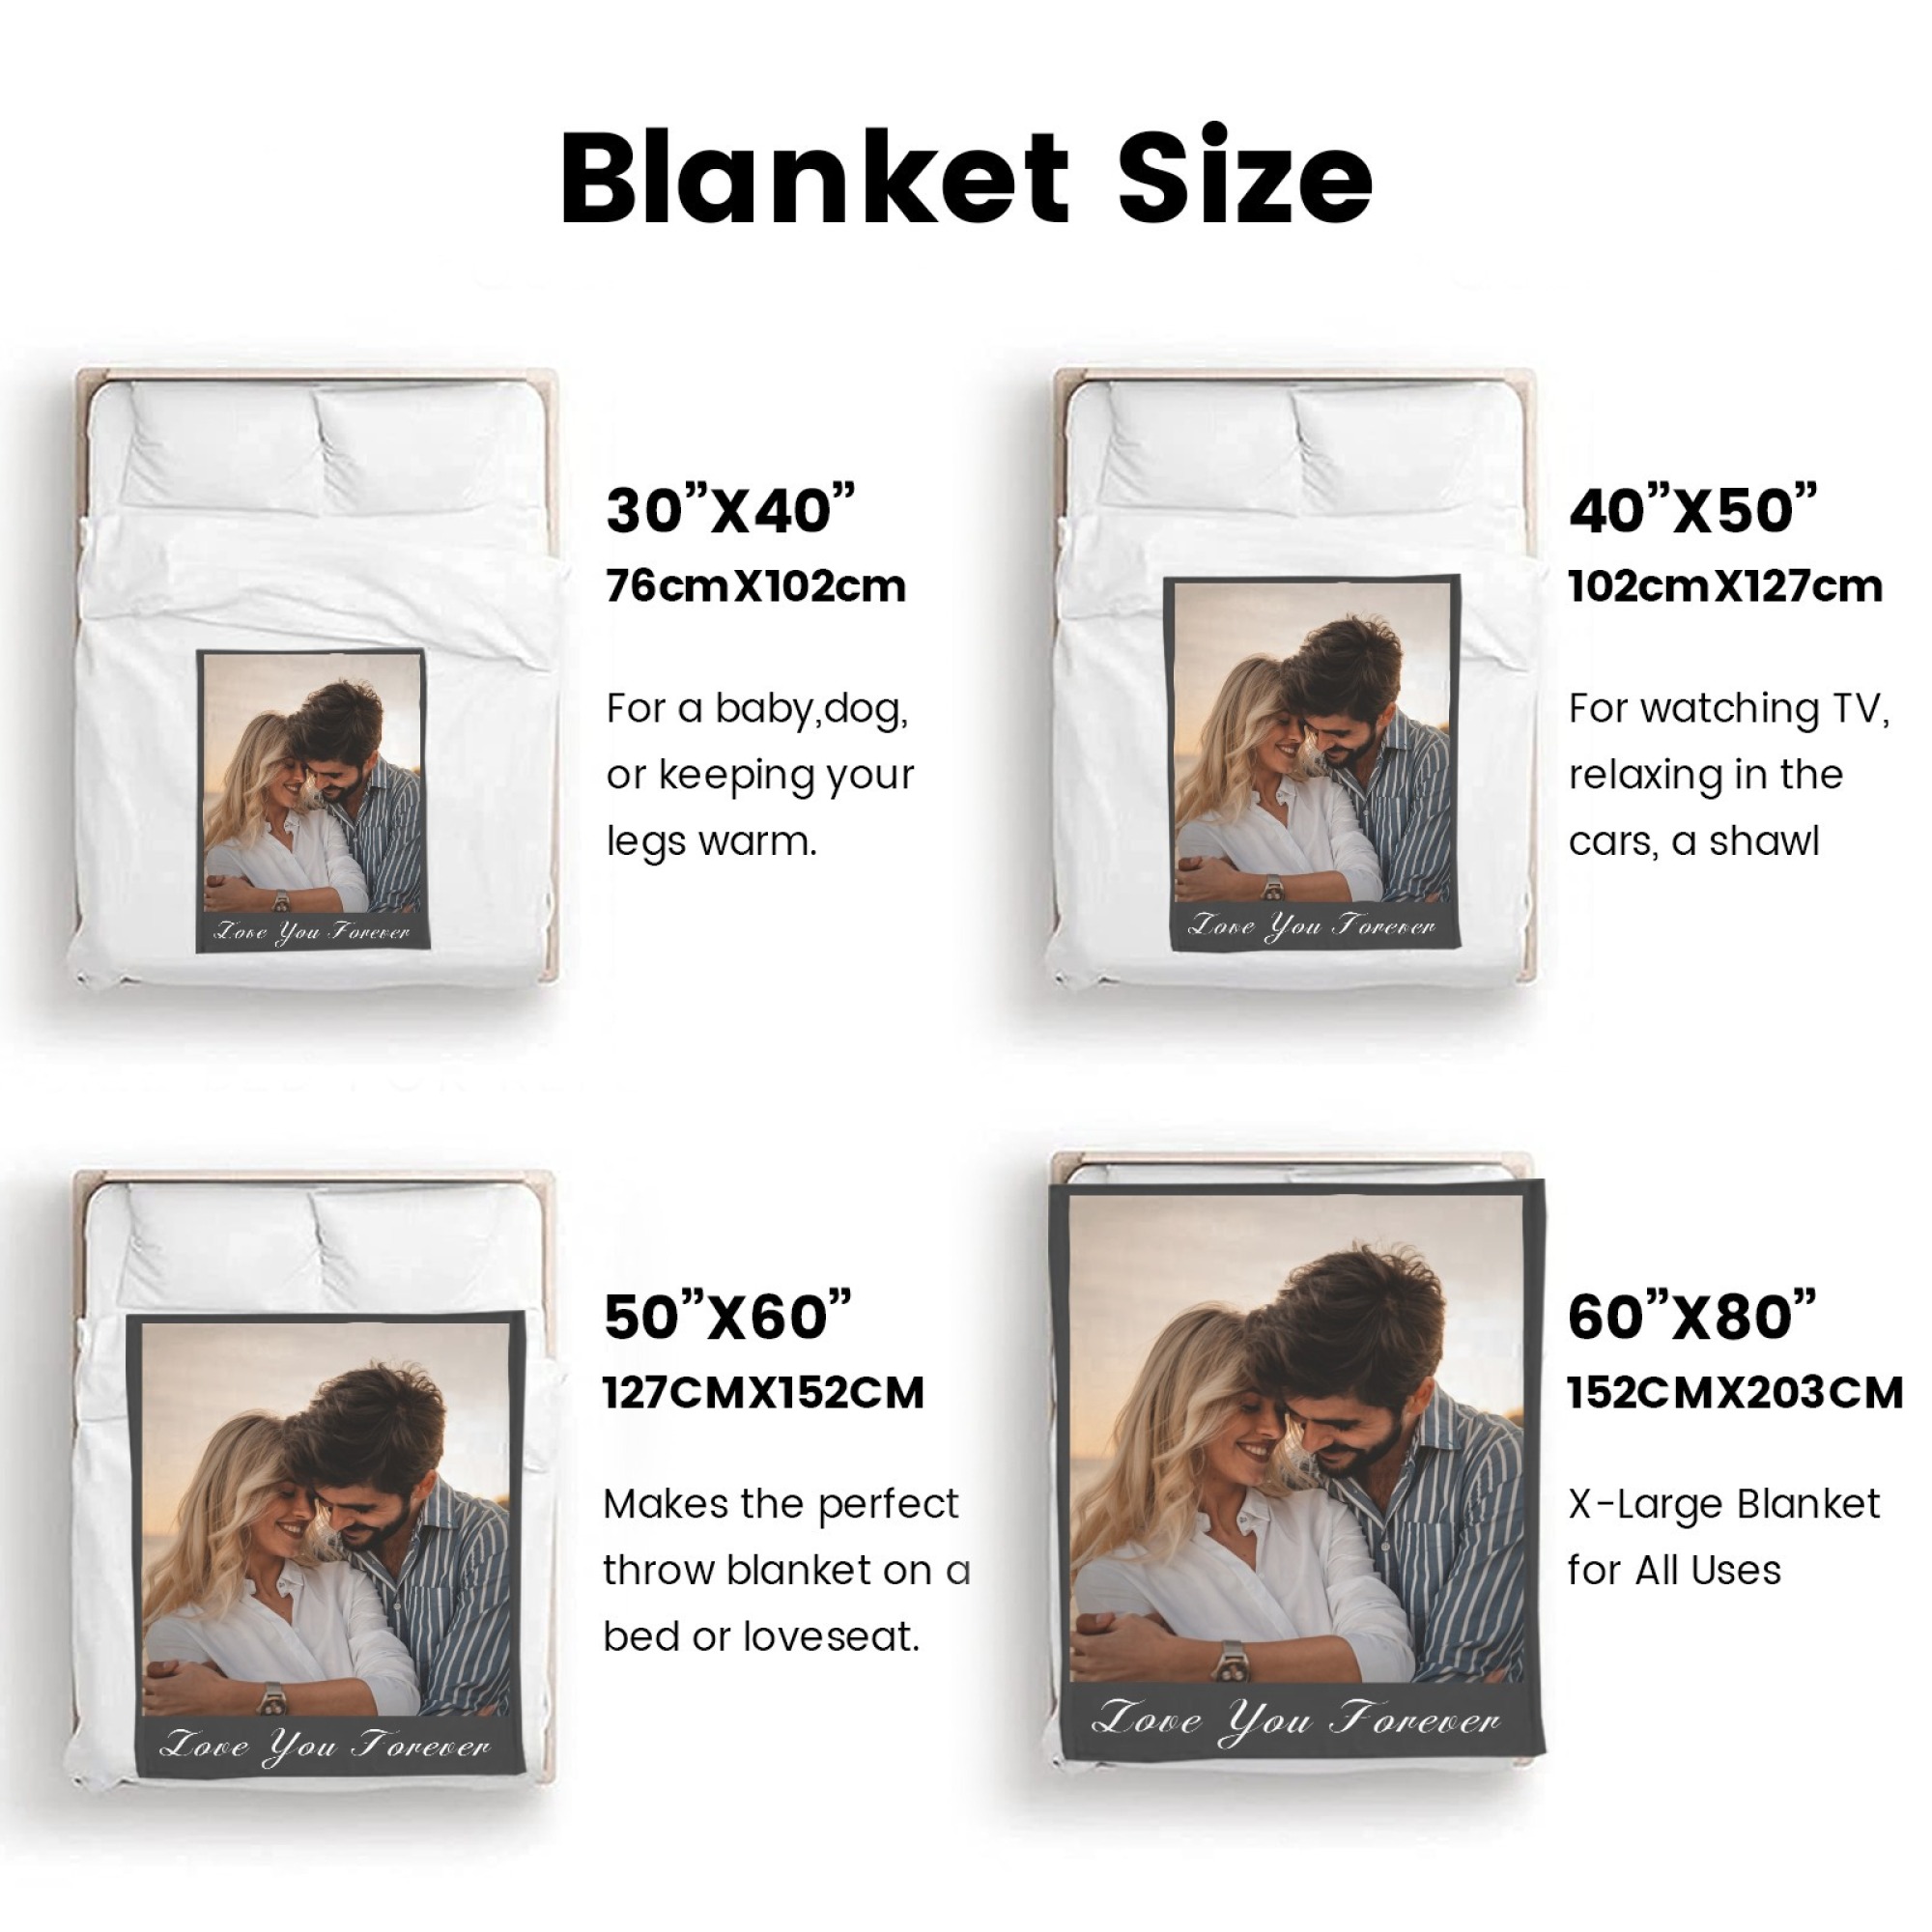 Blanket Size
30”X40”
76cmX102cm
For a baby,dog,
or keeping your
legs warm.
Love You Forever
40”X50”
102cmX127cm
For watching TV,
relaxing in the
cars, a shawl
Love You Forever
50”X60”
127CMX152CM
Makes the perfect
throw blanket on a
bed or loveseat.
Love You Forever
60”X80”
152CMX203CM
X-Large Blanket
for All Uses
Love You Forever